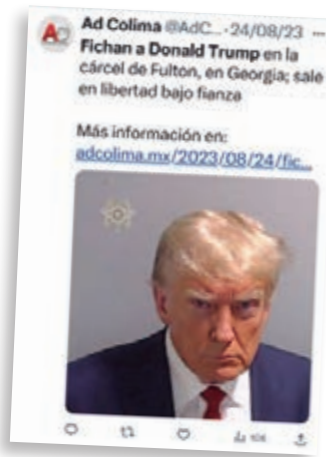 Ad Colima @AdC... · 24/08/23 ...
Fichan a Donald Trump en la
cárcel de Fulton, en Georgia; sale
en libertad bajo fianza
Más información en:
adcolima.mx/2023/08/24/fic...